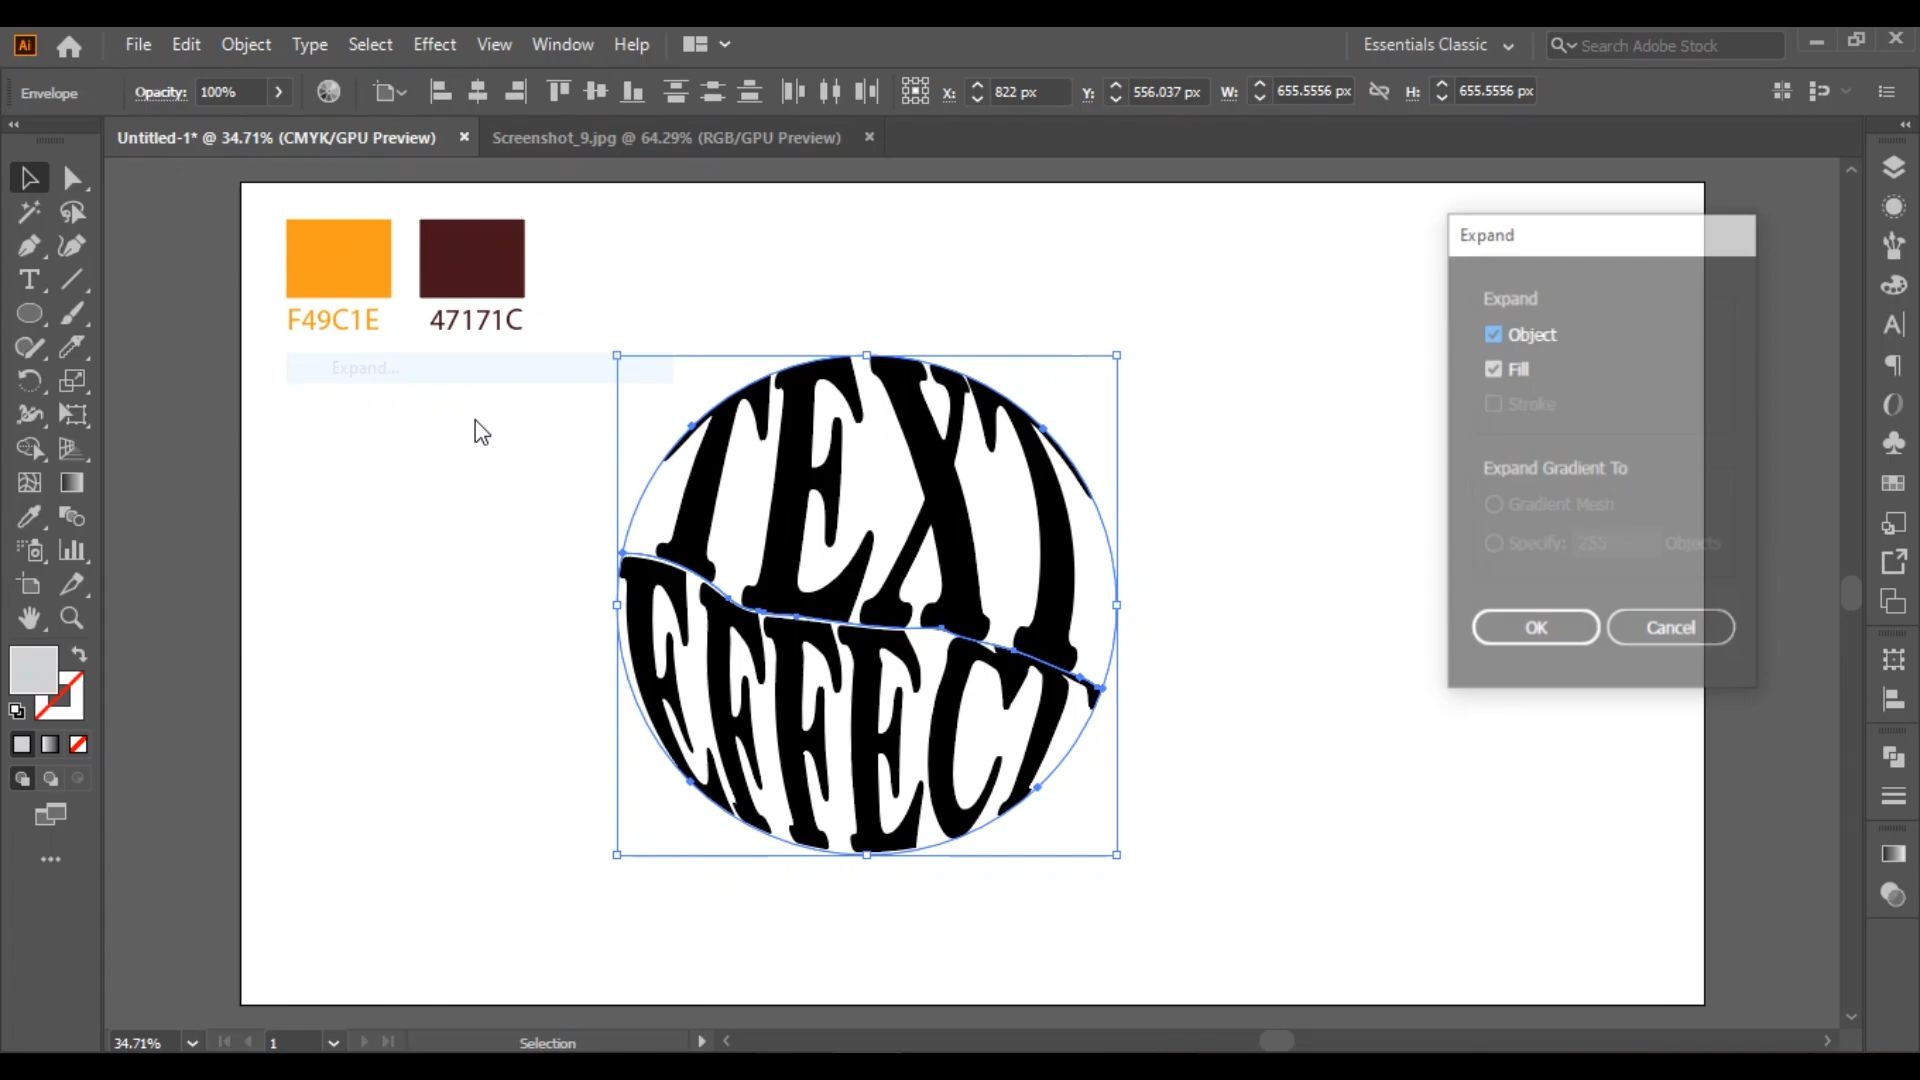 Ai File Edit Object Type Select Effect View Window Help Essentials Classic Search Adobe Stock
Envelope Opacity: 100% X: 822 px Y: 556.037 px W: 655.5556 px H: 655.5556 px
Untitled-1* @ 34.71% (CMYK/GPU Preview) Screenshot_9.jpg @ 64.29% (RGB/GPU Preview)
F49C1E 47171C
Expand...
TEXT
EFFECT
Expand
Expand
Object
Fill
Stroke
Expand Gradient To
Gradient Mesh
Specify: 255 Objects
OK Cancel
34.71% 1 Selection